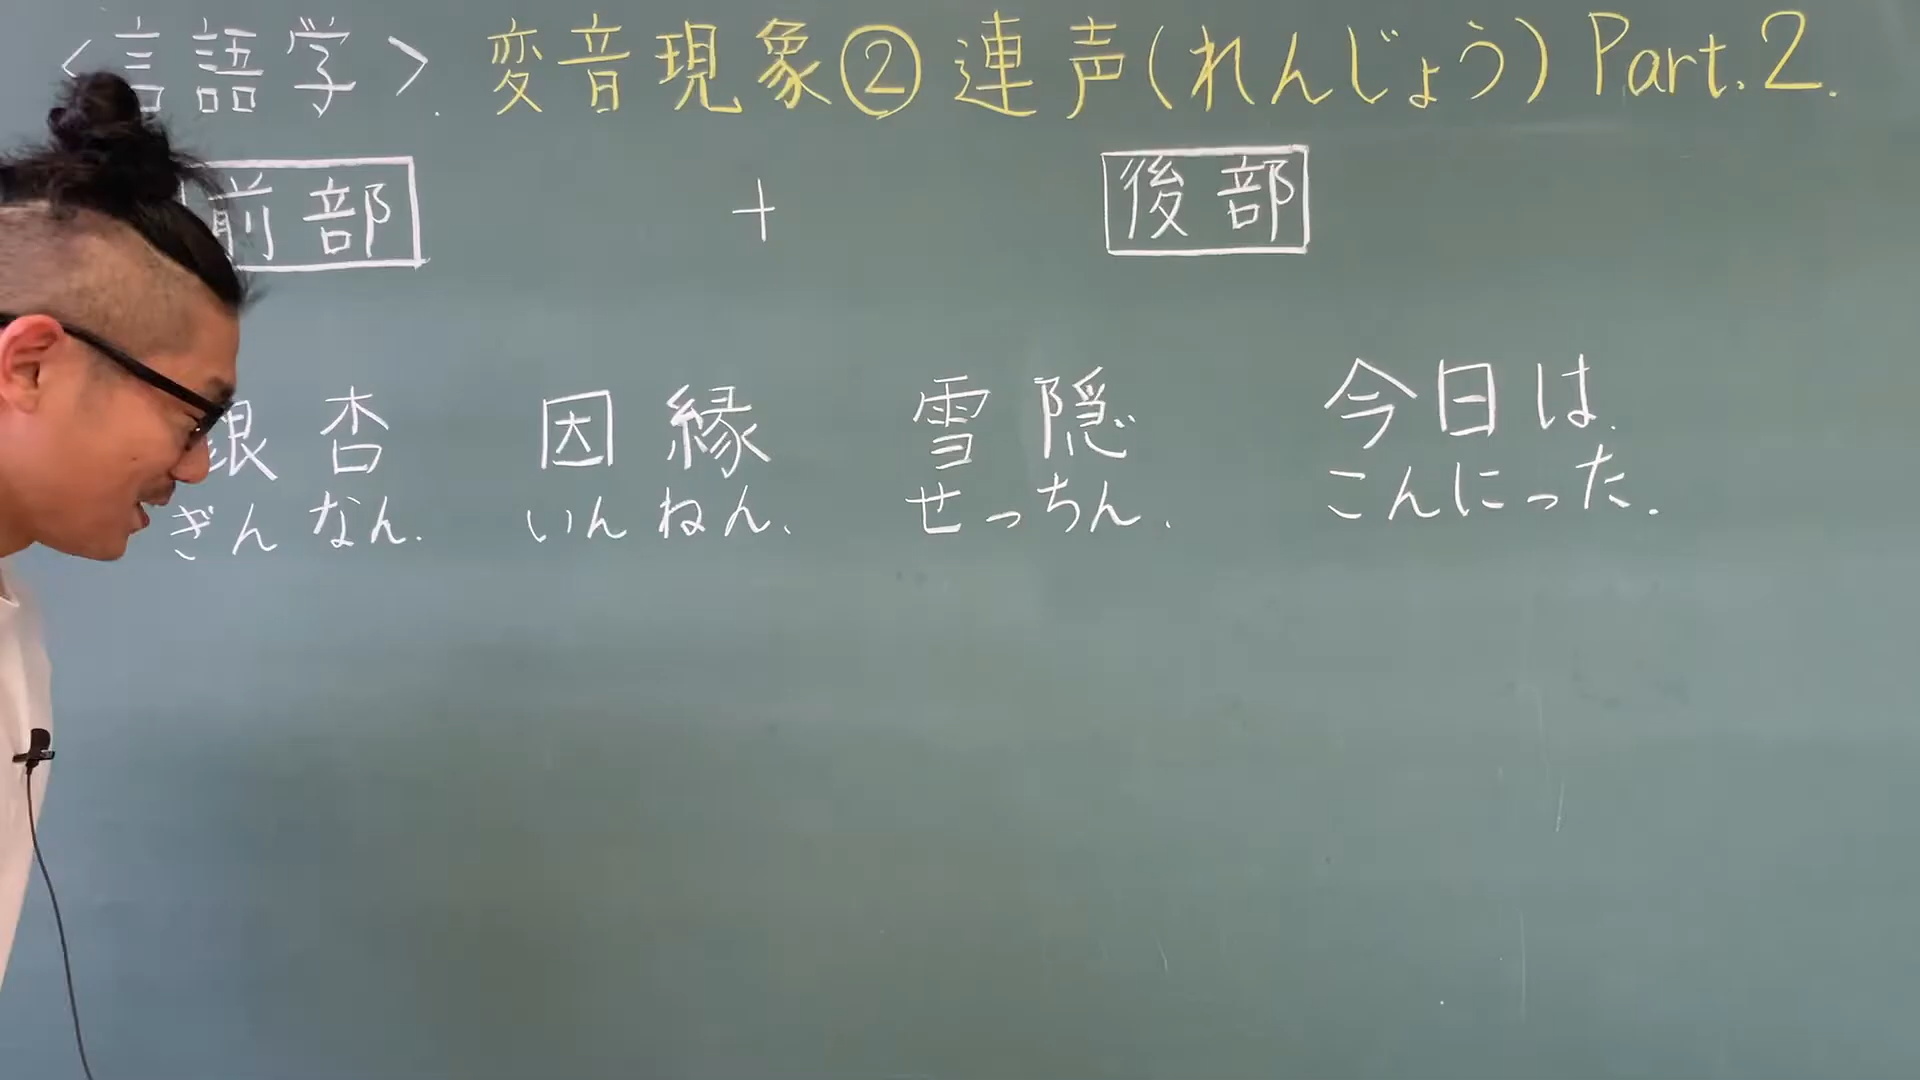 <言語学>. 変音現象②連声(れんじょう) Part.2.
前部 + 後部
銀杏 因縁 雪隠 今日は.
ぎんなん. いんねん. せっちん. こんにった.